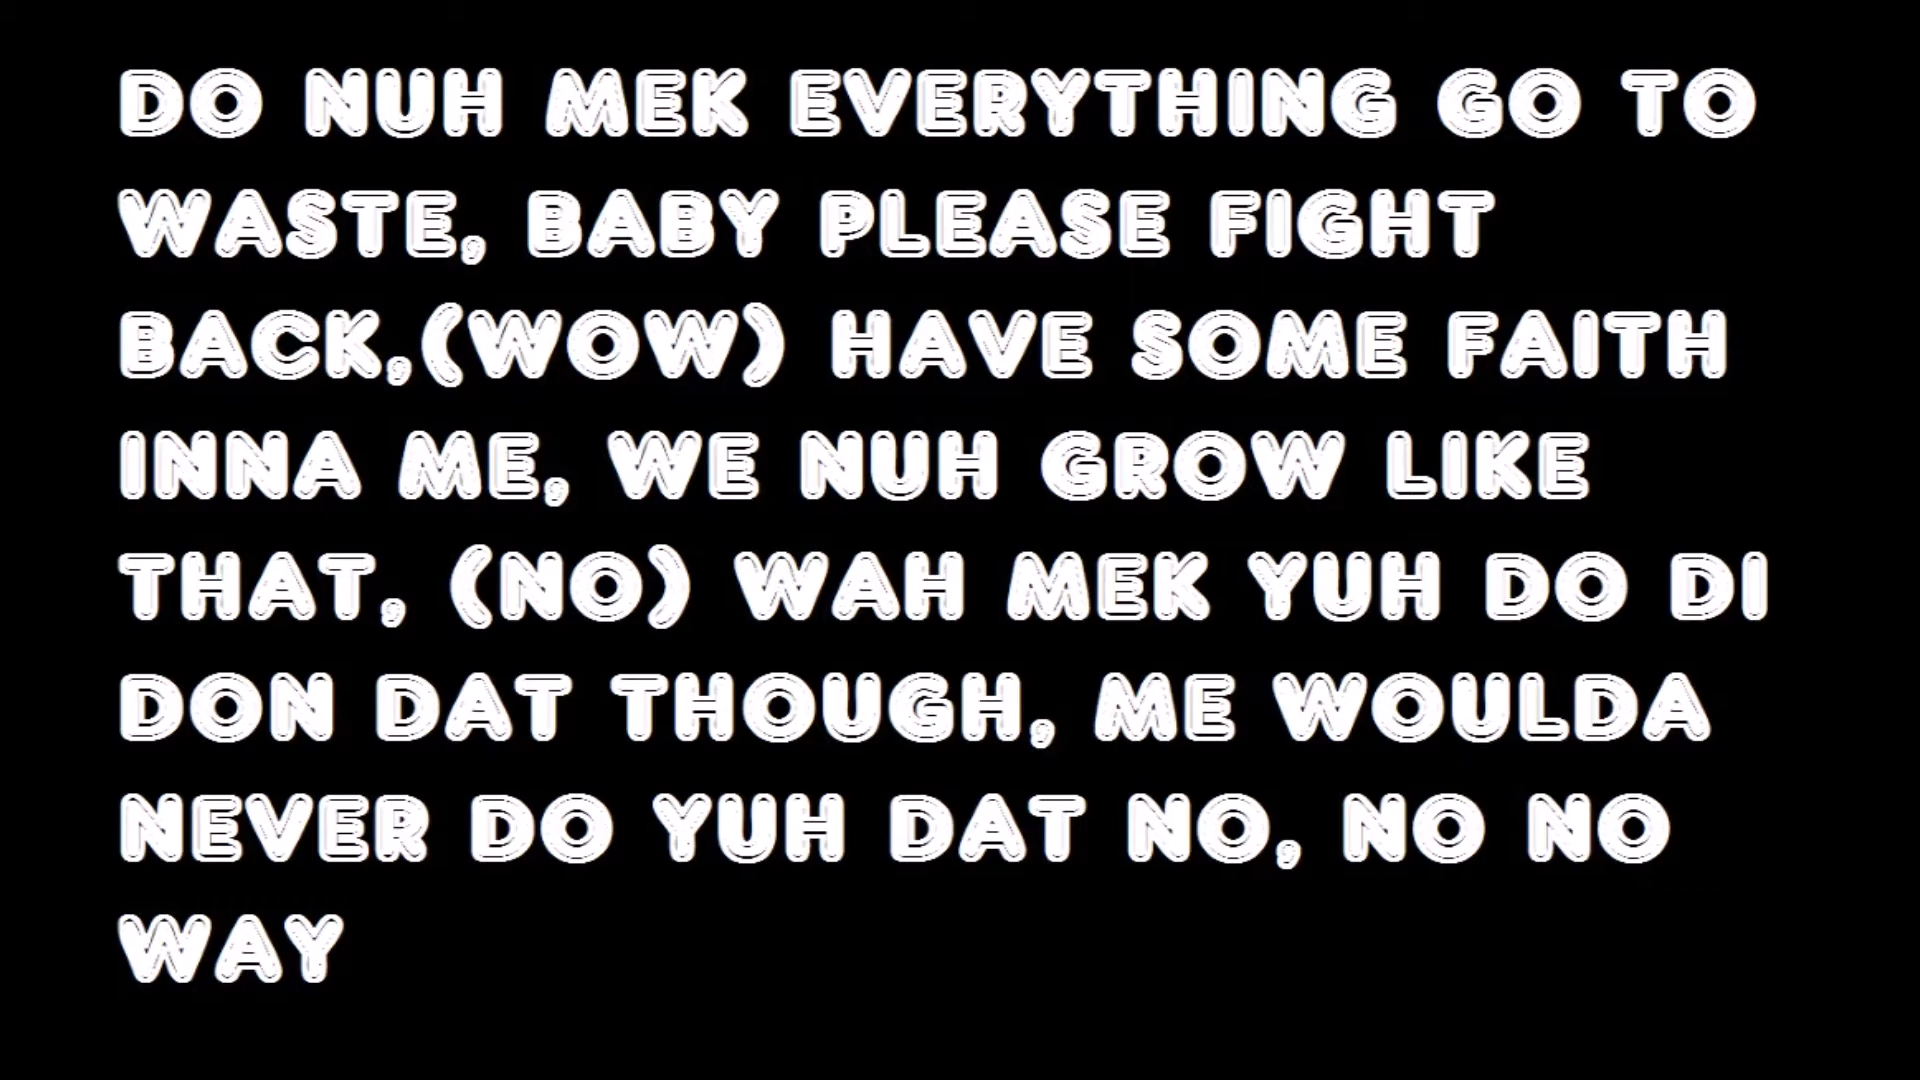 DO NUH MEK EVERYTHING GO TO
WASTE, BABY PLEASE FIGHT
BACK,(WOW) HAVE SOME FAITH
INNA ME, WE NUH GROW LIKE
THAT, (NO) WAH MEK YUH DO DI
DON DAT THOUGH, ME WOULDA
NEVER DO YUH DAT NO, NO NO
WAY